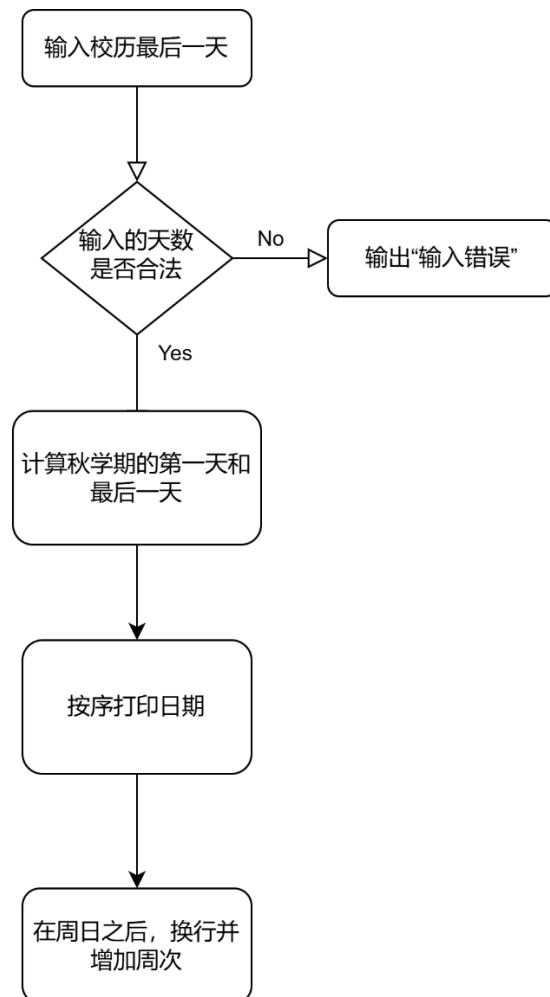 输入校历最后一天
输入的天数
是否合法
No
输出“输入错误”
Yes
计算秋学期的第一天和
最后一天
按序打印日期
在周日之后，换行并
增加周次